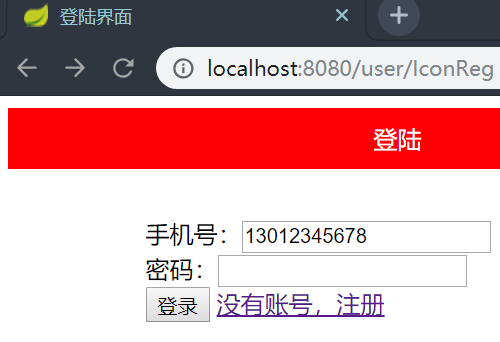 登陆界面
localhost:8080/user/IconReg
登陆
手机号：13012345678
密码：
登录 没有账号，注册